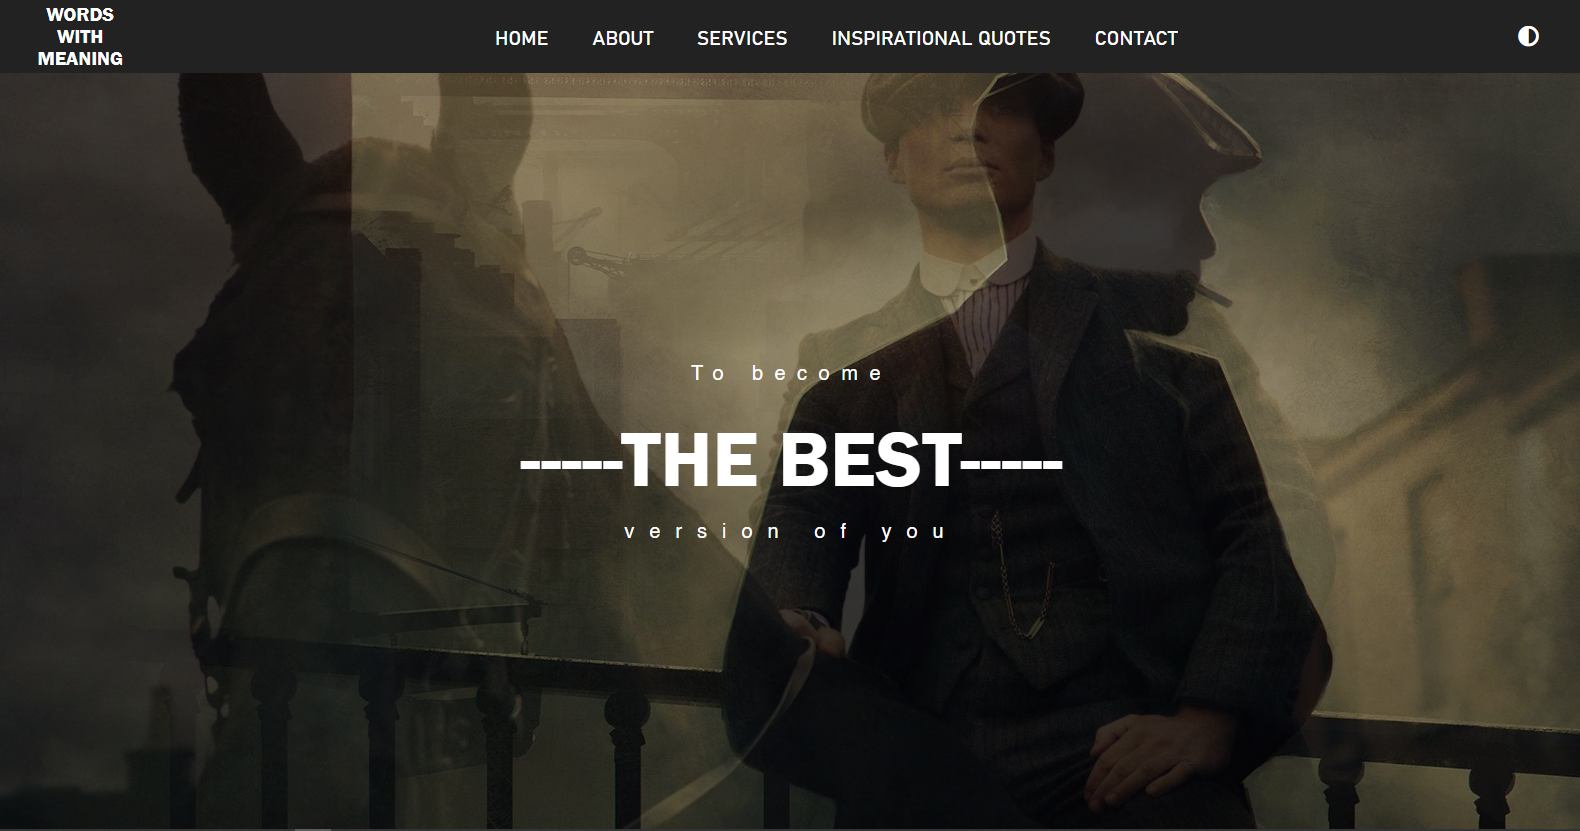 WORDS
WITH
MEANING
HOME ABOUT SERVICES INSPIRATIONAL QUOTES CONTACT
To become
-----THE BEST-----
version of you